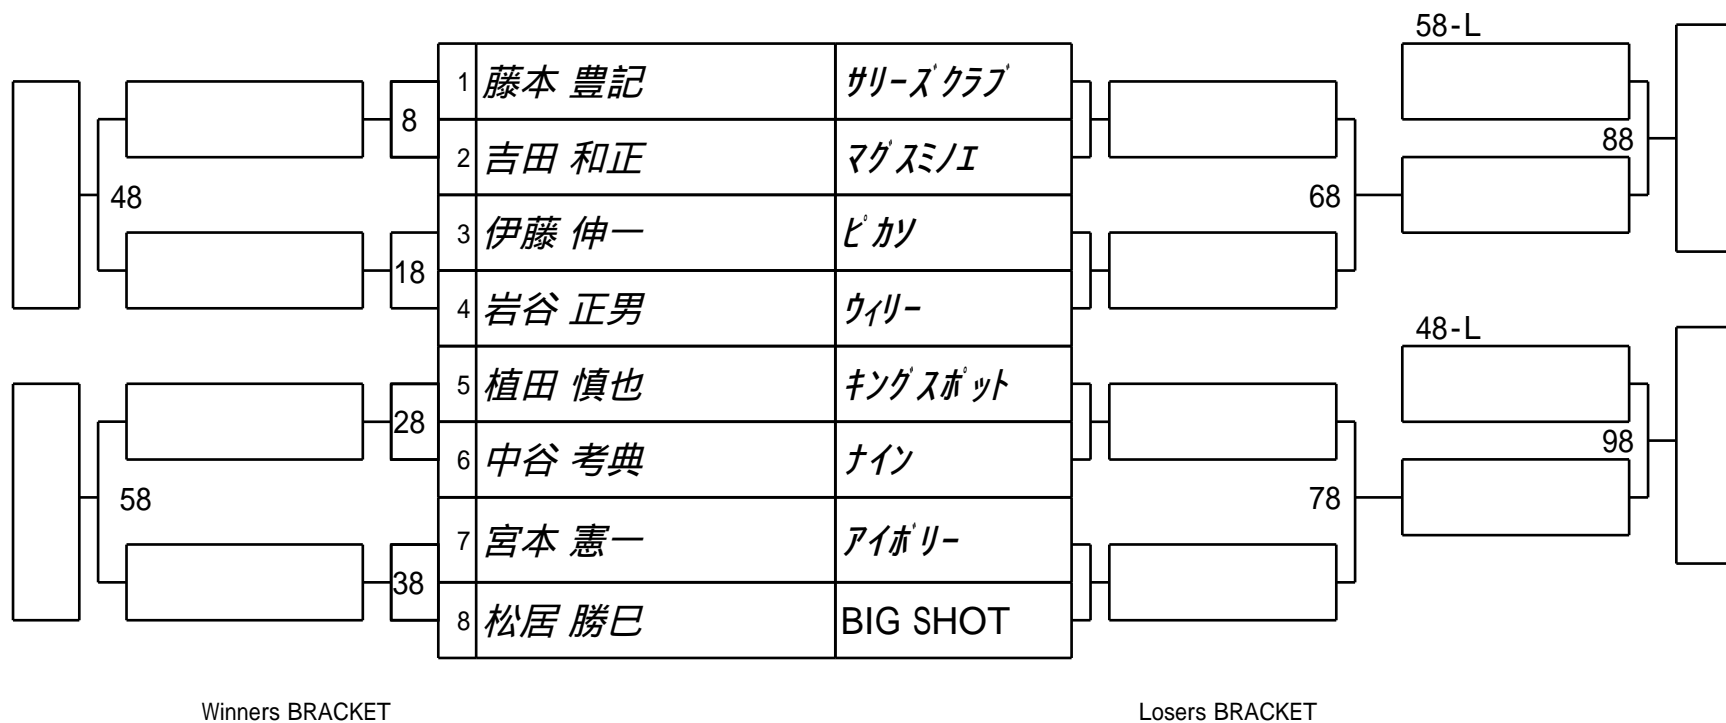 58-L
1 藤本 豊記 サリーズクラブ
8
2 吉田 和正 マグスミノエ
88
48
68
3 伊藤 伸一 ピカソ
18
4 岩谷 正男 ウィリー
48-L
5 植田 慎也 キングスポット
28
6 中谷 考典 ナイン
98
58
78
7 宮本 憲一 アイボリー
38
8 松居 勝巳 BIG SHOT
Winners BRACKET
Losers BRACKET